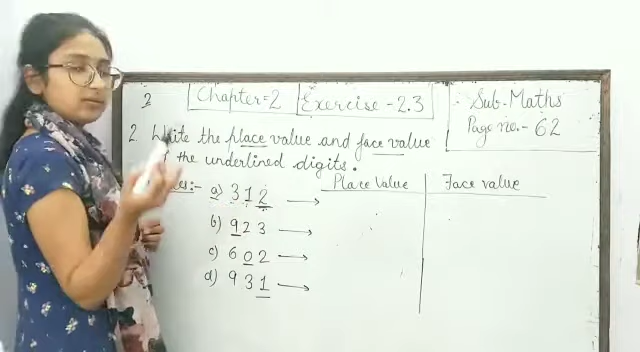 2
Chapter=2 Exercise-2.3
Sub-Maths
Page no.-62
2. Write the place value and face value
the underlined digits.
Place Value Face value
a) 312
b) 923
c) 602
d) 931